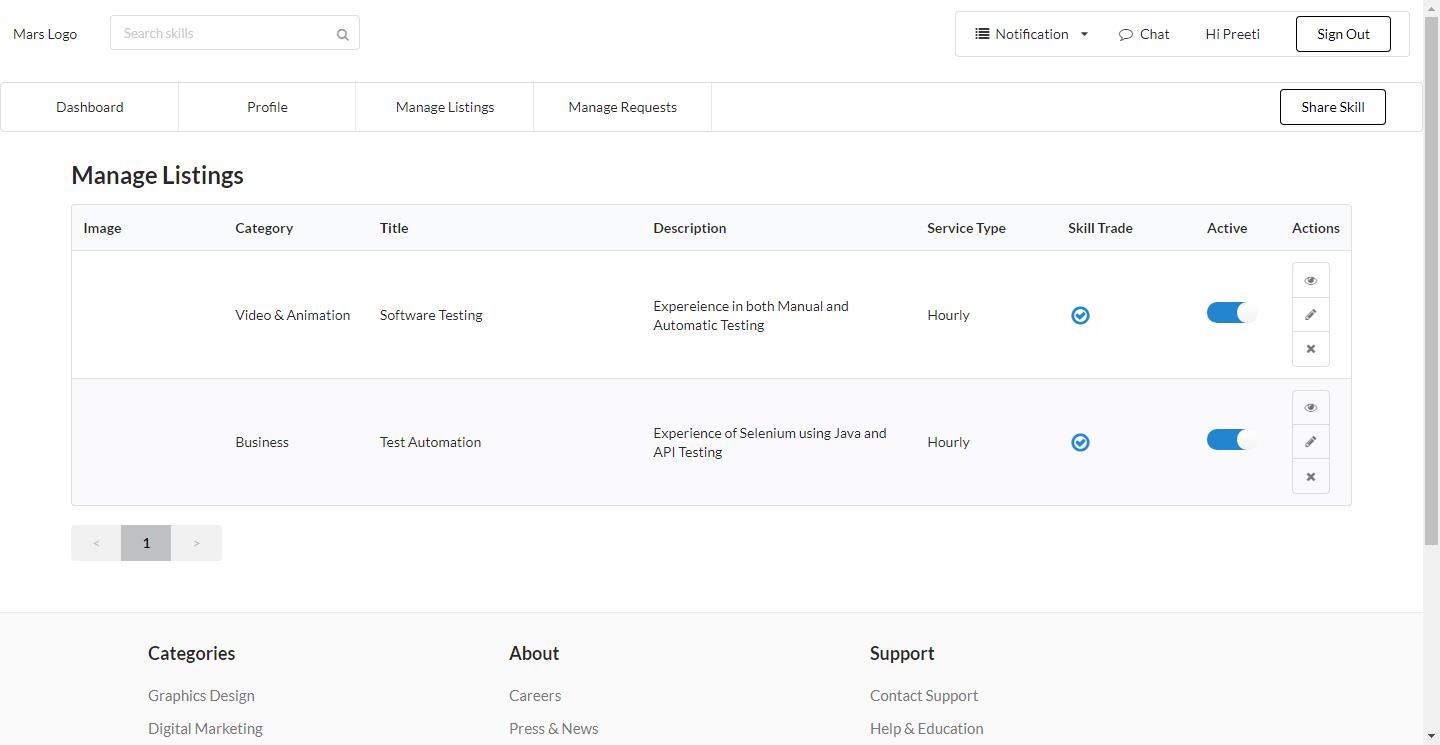 Mars Logo
Search skills
Notification
Chat
Hi Preeti
Sign Out
Dashboard
Profile
Manage Listings
Manage Requests
Share Skill
Manage Listings
Image Category Title Description Service Type Skill Trade Active Actions
Video & Animation
Software Testing
Expereience in both Manual and
Automatic Testing
Hourly
Business
Test Automation
Experience of Selenium using Java and
API Testing
Hourly
< 1 >
Categories
About
Support
Graphics Design
Careers
Contact Support
Digital Marketing
Press & News
Help & Education